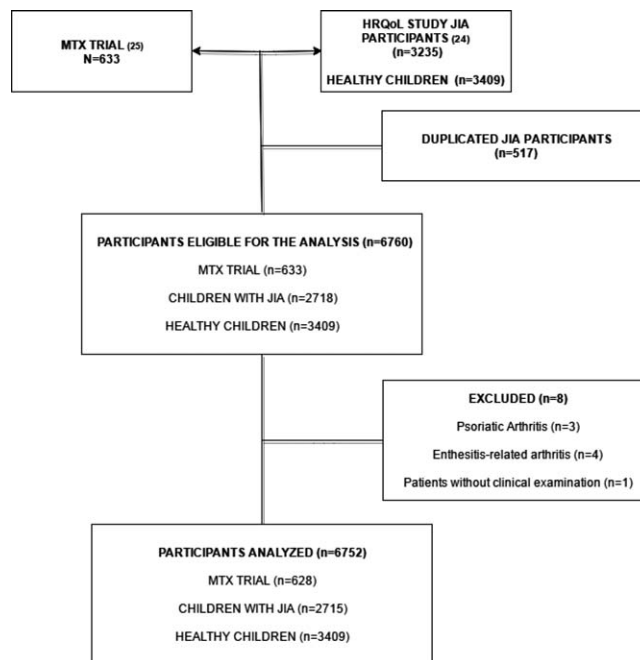 MTX TRIAL (25)
N=633
HRQoL STUDY JIA
PARTICIPANTS (24)
(n=3235)
HEALTHY CHILDREN (n=3409)
DUPLICATED JIA PARTICIPANTS
(n=517)
PARTICIPANTS ELIGIBLE FOR THE ANALYSIS (n=6760)
MTX TRIAL (n=633)
CHILDREN WITH JIA (n=2718)
HEALTHY CHILDREN (n=3409)
EXCLUDED (n=8)
Psoriatic Arthritis (n=3)
Enthesitis-related arthritis (n=4)
Patients without clinical examination (n=1)
PARTICIPANTS ANALYZED (n=6752)
MTX TRIAL (n=628)
CHILDREN WITH JIA (n=2715)
HEALTHY CHILDREN (n=3409)